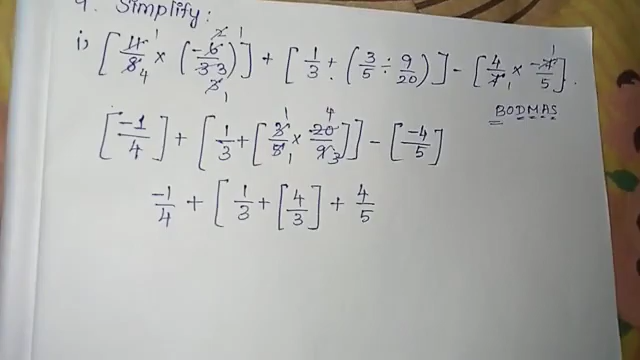 4. Simplify:
i) [11/8 × (-6/33)] + [1/3 + (3/5 ÷ 9/20)] - [4/7 × -7/5].
BODMAS
[-1/4] + [1/3 + [3/5 × 20/9]] - [-4/5]
-1/4 + [1/3 + [4/3] + 4/5